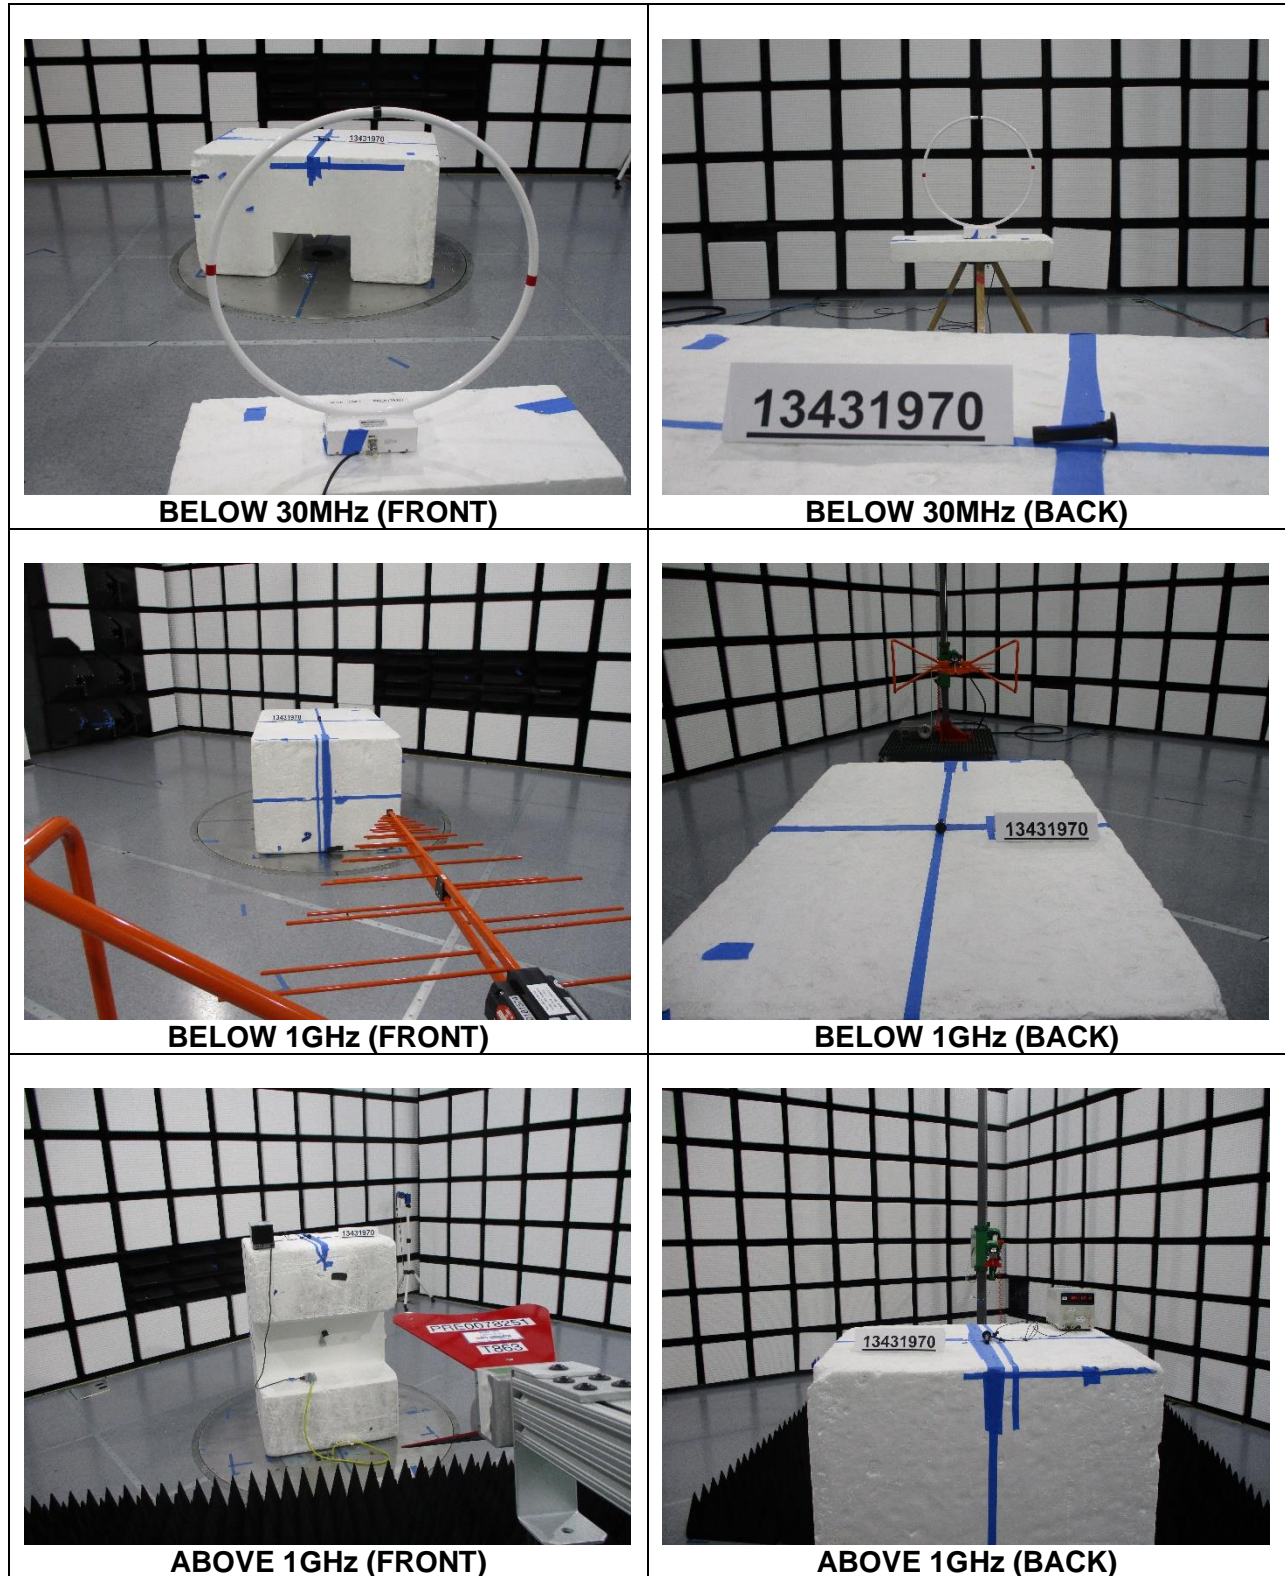 13431970
13431970
BELOW 30MHz (FRONT)
BELOW 30MHz (BACK)
13431970
13431970
BELOW 1GHz (FRONT)
BELOW 1GHz (BACK)
13431970
PRE0078251
T863
13431970
ABOVE 1GHz (FRONT)
ABOVE 1GHz (BACK)